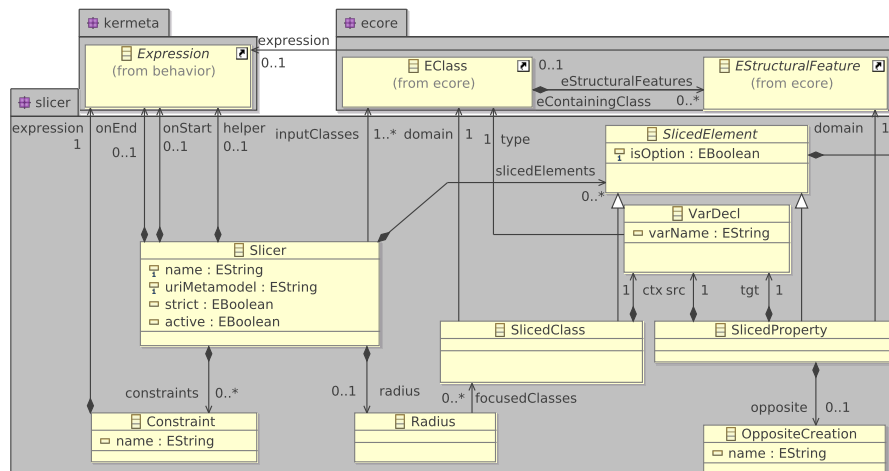 kermeta
ecore
Expression
(from behavior)
expression
0..1
EClass
(from ecore)
0..1
eStructuralFeatures
eContainingClass
0..*
EStructuralFeature
(from ecore)
slicer
expression
1
onEnd
0..1
onStart
0..1
helper
0..1
inputClasses
1..*
domain
1
1
type
SlicedElement
isOption : EBoolean
domain
1
slicedElements
0..*
VarDecl
varName : EString
Slicer
name : EString
uriMetamodel : EString
strict : EBoolean
active : EBoolean
1
ctx
src
1
tgt
1
SlicedClass
SlicedProperty
constraints
0..*
0..1
radius
0..*
focusedClasses
opposite
0..1
Constraint
name : EString
Radius
OppositeCreation
name : EString